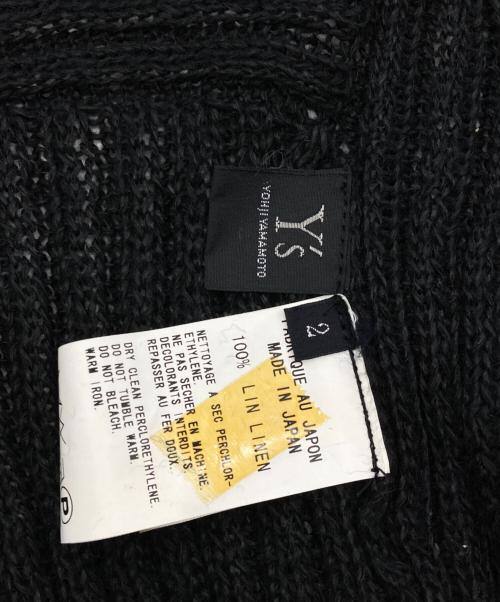 Y's
YOHJI YAMAMOTO
2
FABRIQUE AU JAPON
MADE IN JAPAN
100% LIN LINEN
NETTOYAGE A SEC PERCHLOR-
ETHYLENE.
NE PAS SECHER EN MACHINE.
DECOLORANTS INTERDITS.
REPASSER AU FER DOUX.
DRY CLEAN PERCLORETHYLENE.
DO NOT TUMBLE WARM.
DO NOT BLEACH.
WARM IRON.
P